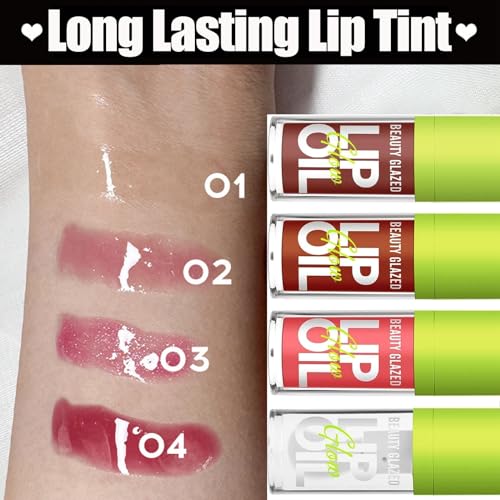 ❤Long Lasting Lip Tint❤
01
02
03
04
BEAUTY GLAZED
LIP
OIL
Glow
BEAUTY GLAZED
LIP
OIL
Glow
BEAUTY GLAZED
LIP
OIL
Glow
BEAUTY GLAZED
LIP
OIL
Glow